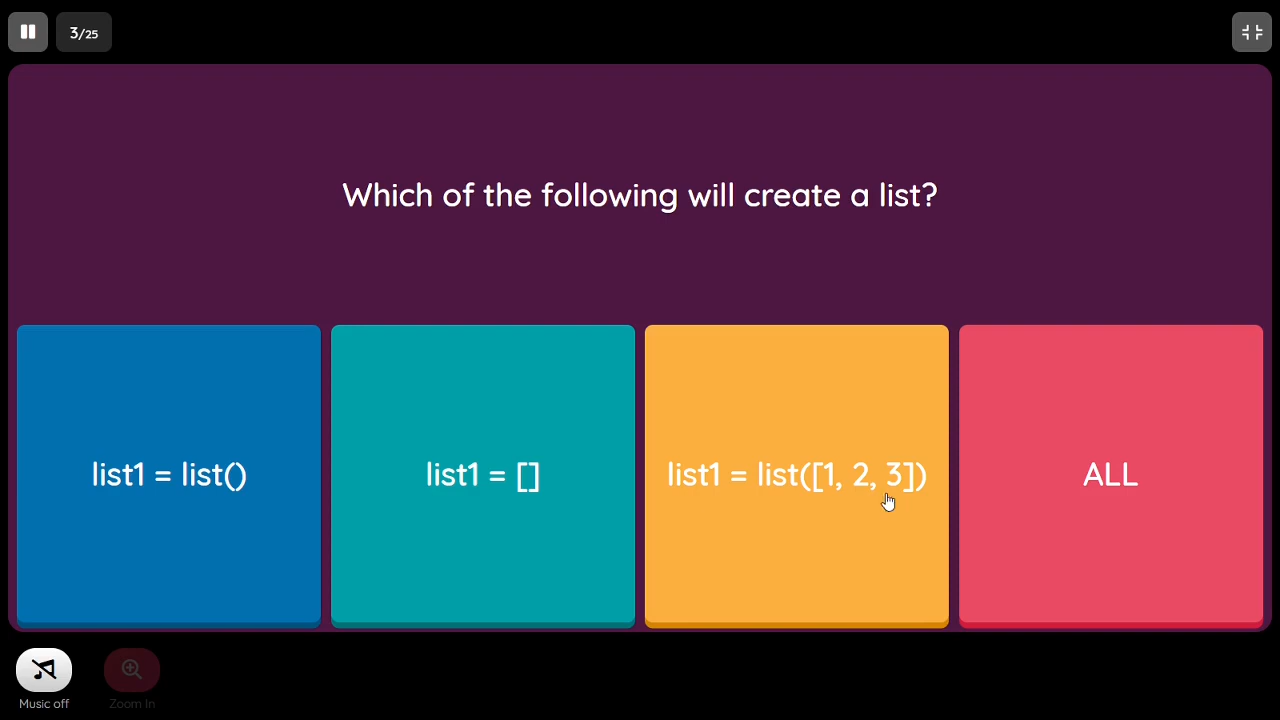 3/25
Which of the following will create a list?
list1 = list()
list1 = []
list1 = list([1, 2, 3])
ALL
Music off
Zoom In